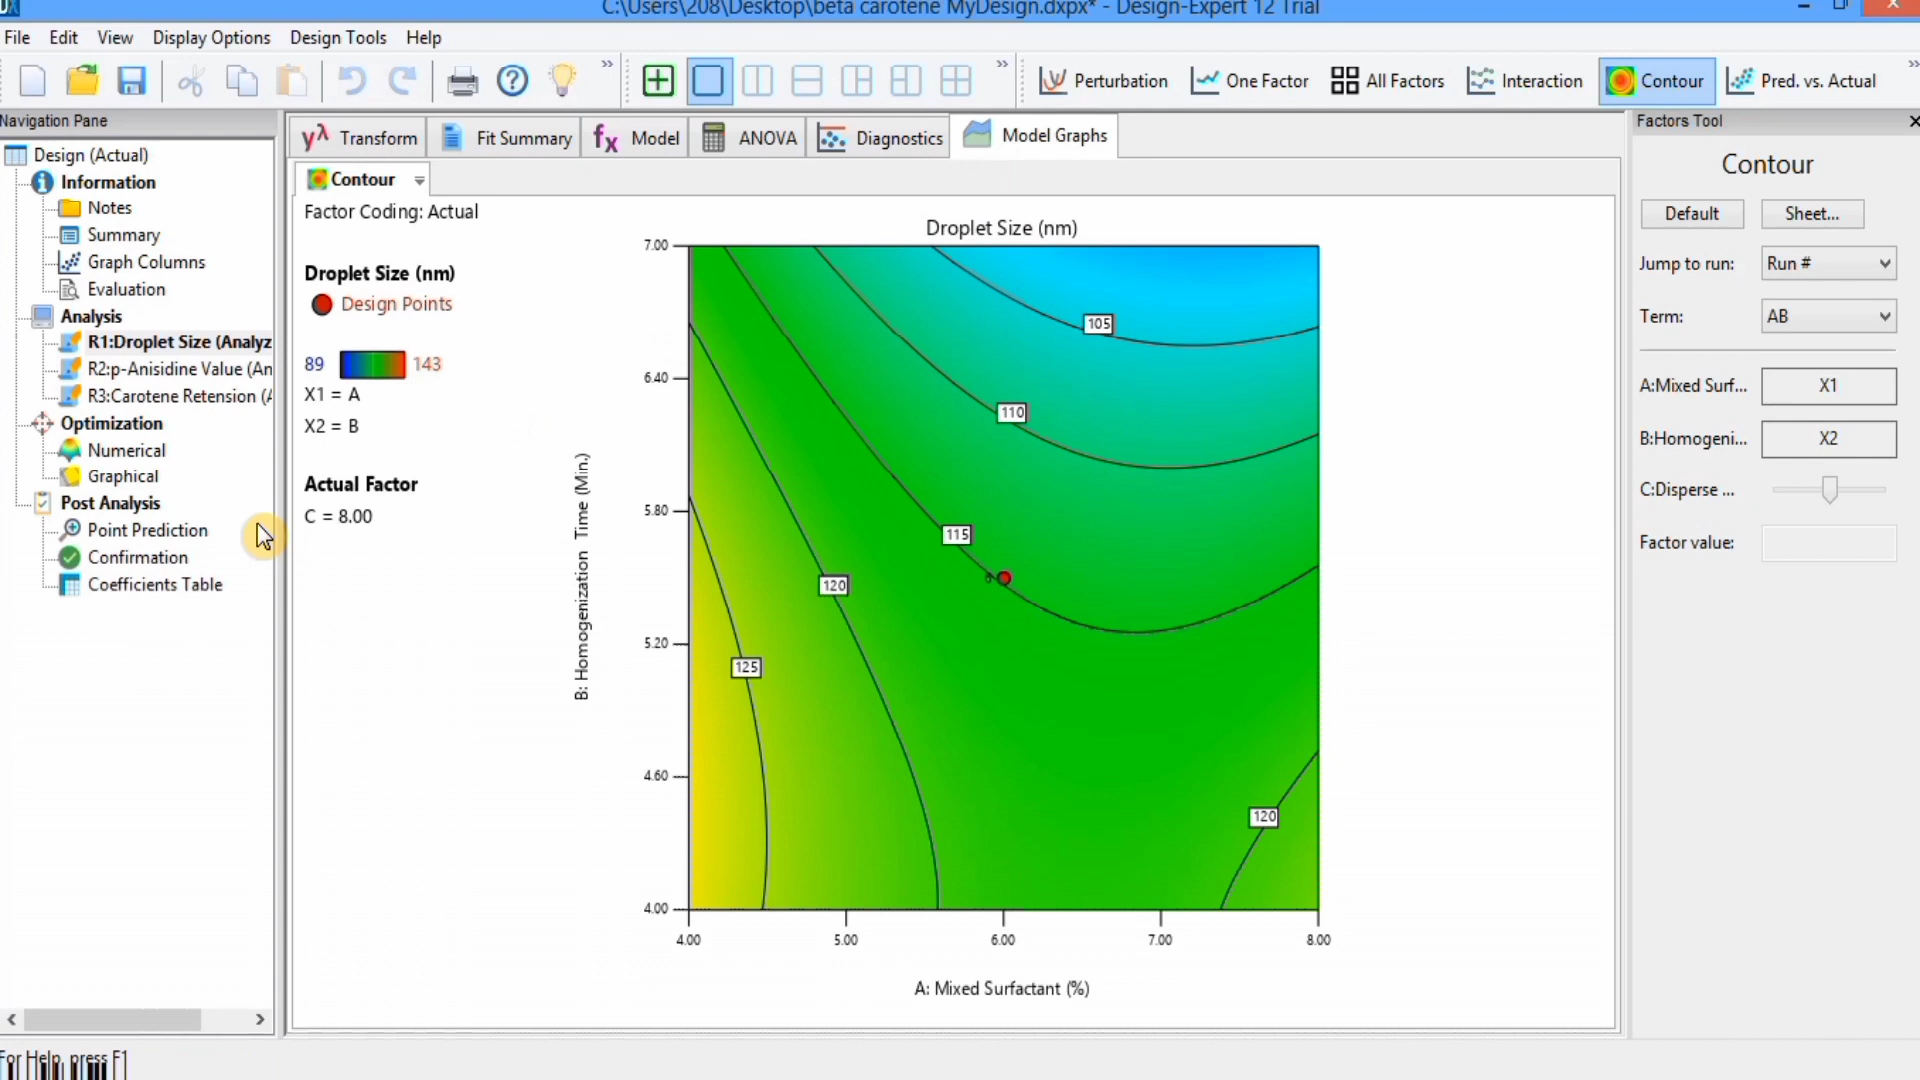 C:\Users\208\Desktop\beta carotene MyDesign.dxpx* - Design-Expert 12 Trial
File Edit View Display Options Design Tools Help
Perturbation One Factor All Factors Interaction Contour Pred. vs. Actual
Navigation Pane
Design (Actual)
Information
Notes
Summary
Graph Columns
Evaluation
Analysis
R1:Droplet Size (Analyz
R2:p-Anisidine Value (An
R3:Carotene Retension (A
Optimization
Numerical
Graphical
Post Analysis
Point Prediction
Confirmation
Coefficients Table
Transform Fit Summary Model ANOVA Diagnostics Model Graphs
Contour
Factor Coding: Actual
Droplet Size (nm)
Design Points
89 143
X1 = A
X2 = B
Actual Factor
C = 8.00
Droplet Size (nm)
7.00
6.40
5.80
5.20
4.60
4.00
B: Homogenization Time (Min.)
105
110
115
6
120
125
120
4.00 5.00 6.00 7.00 8.00
A: Mixed Surfactant (%)
Factors Tool
Contour
Default Sheet...
Jump to run: Run #
Term: AB
A:Mixed Surf... X1
B:Homogeni... X2
C:Disperse ...
Factor value:
For Help, press F1